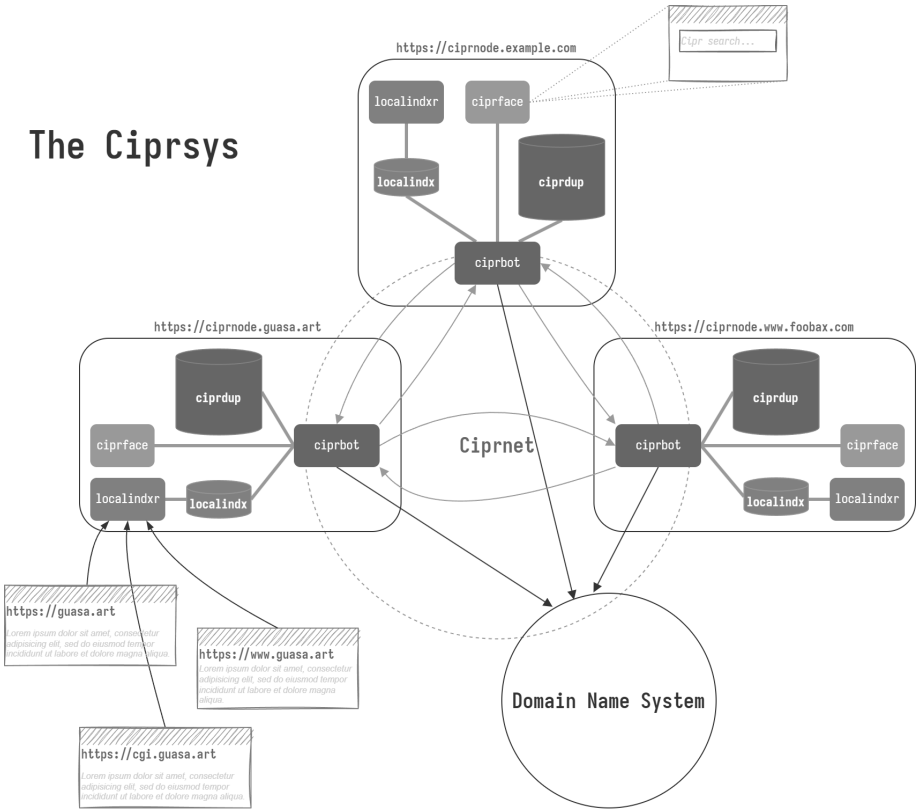 https://ciprnode.example.com
Cipr search...
localindxr
ciprface
The Ciprsys
localindx
ciprdup
ciprbot
https://ciprnode.guasa.art
https://ciprnode.www.foobax.com
ciprdup
ciprface
ciprbot
localindxr
localindx
Ciprnet
ciprdup
ciprbot
ciprface
localindx
localindxr
https://guasa.art
Lorem ipsum dolor sit amet, consectetur
adipisicing elit, sed do eiusmod tempor
incididunt ut labore et dolore magna aliqua.
https://www.guasa.art
Lorem ipsum dolor sit amet, consectetur
adipisicing elit, sed do eiusmod tempor
incididunt ut labore et dolore magna
aliqua.
https://cgi.guasa.art
Lorem ipsum dolor sit amet, consectetur
adipisicing elit, sed do eiusmod tempor
incididunt ut labore et dolore magna aliqua.
Domain Name System